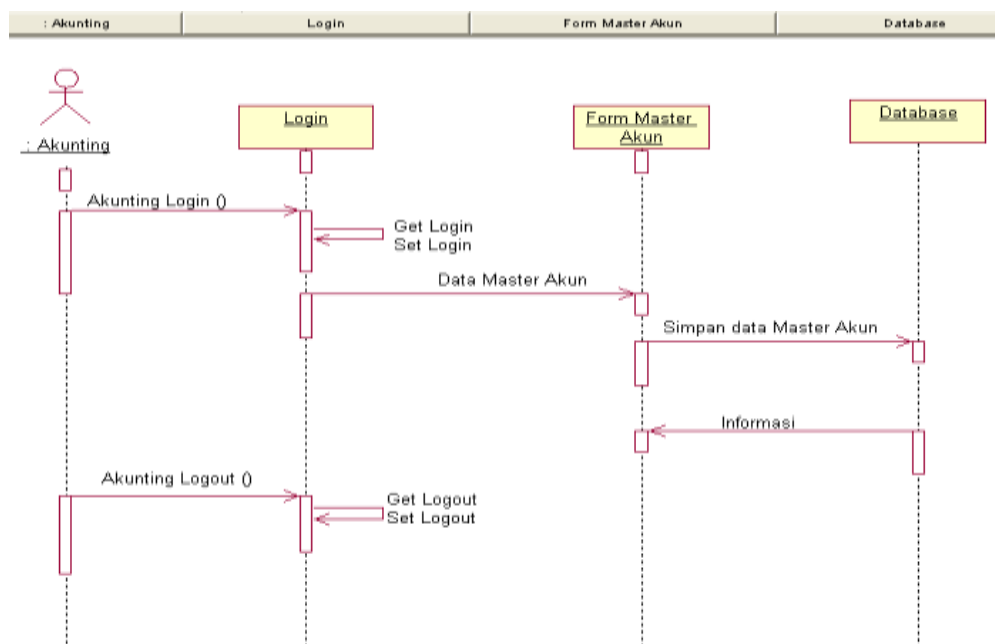 : Akunting
Login
Form Master Akun
Database
: Akunting
Login
Form Master
Akun
Database
Akunting Login ()
Get Login
Set Login
Data Master Akun
Simpan data Master Akun
Informasi
Akunting Logout ()
Get Logout
Set Logout